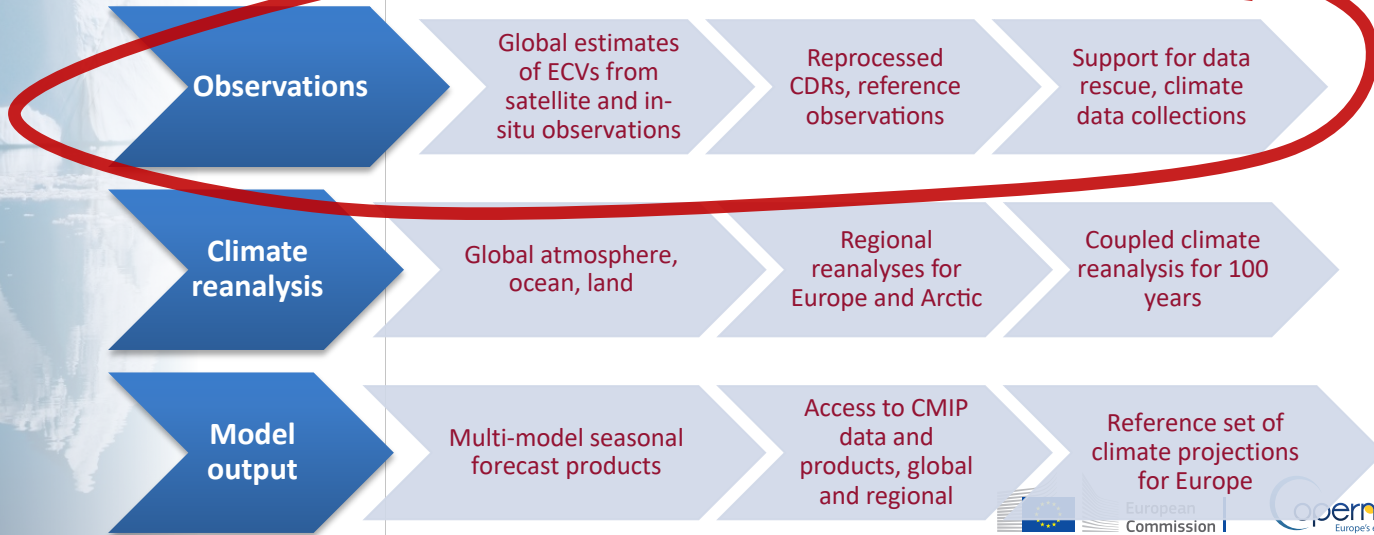 Observations
Global estimates
of ECVs from
satellite and in-
situ observations
Reprocessed
CDRs, reference
observations
Support for data
rescue, climate
data collections
Climate
reanalysis
Global atmosphere,
ocean, land
Regional
reanalyses for
Europe and Arctic
Coupled climate
reanalysis for 100
years
Model
output
Multi-model seasonal
forecast products
Access to CMIP
data and
products, global
and regional
Reference set of
climate projections
for Europe
European
Commission
opern
Europe's